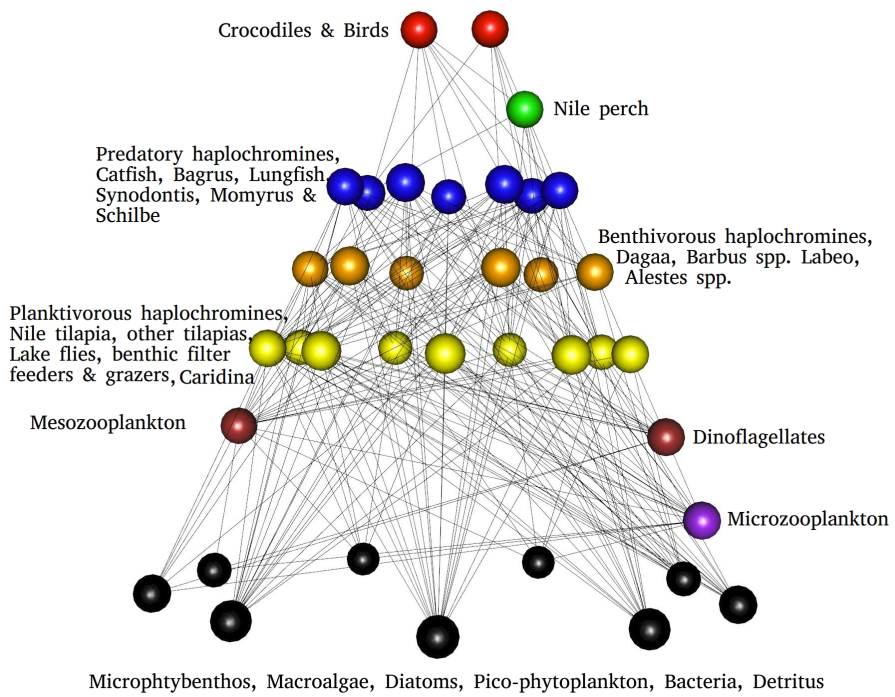 Crocodiles & Birds
Nile perch
Predatory haplochromines,
Catfish, Bagrus, Lungfish,
Synodontis, Momyrus &
Schilbe
Benthivorous haplochromines,
Dagaa, Barbus spp. Labeo,
Alestes spp.
Planktivorous haplochromines,
Nile tilapia, other tilapias,
Lake flies, benthic filter
feeders & grazers, Caridina
Mesozooplankton
Dinoflagellates
Microzooplankton
Microphtybenthos, Macroalgae, Diatoms, Pico-phytoplankton, Bacteria, Detritus